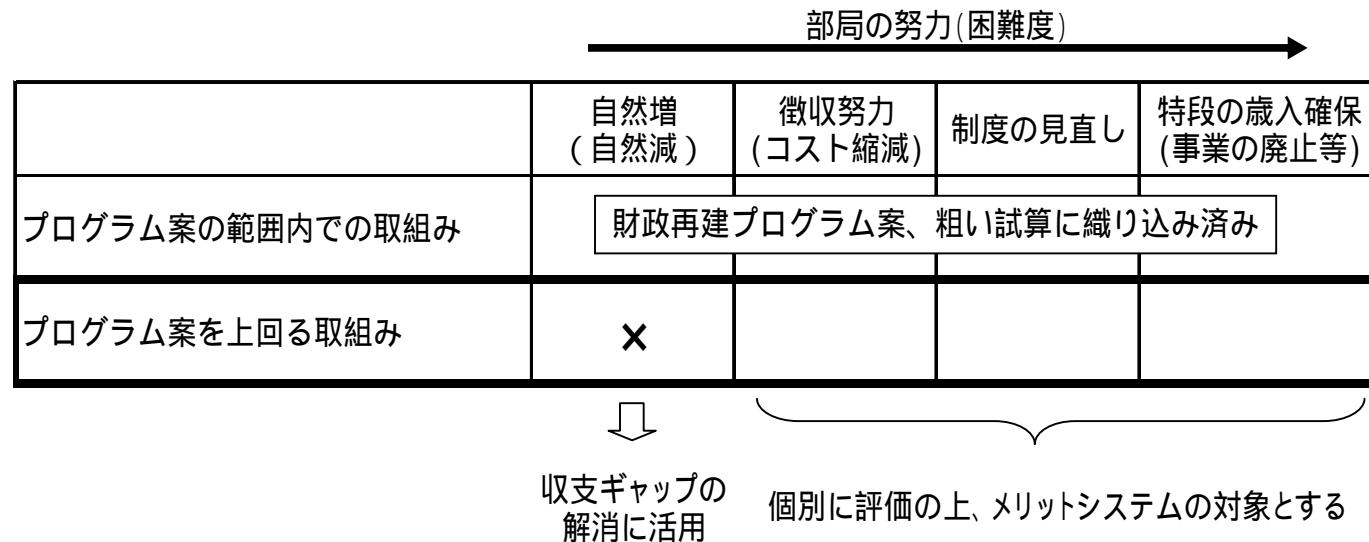 部局の努力(困難度)
自然増
(自然減)
徴収努力
(コスト縮減)
制度の見直し
特段の歳入確保
(事業の廃止等)
プログラム案の範囲内での取組み
財政再建プログラム案、粗い試算に織り込み済み
プログラム案を上回る取組み
×
収支ギャップの
解消に活用
個別に評価の上、メリットシステムの対象とする